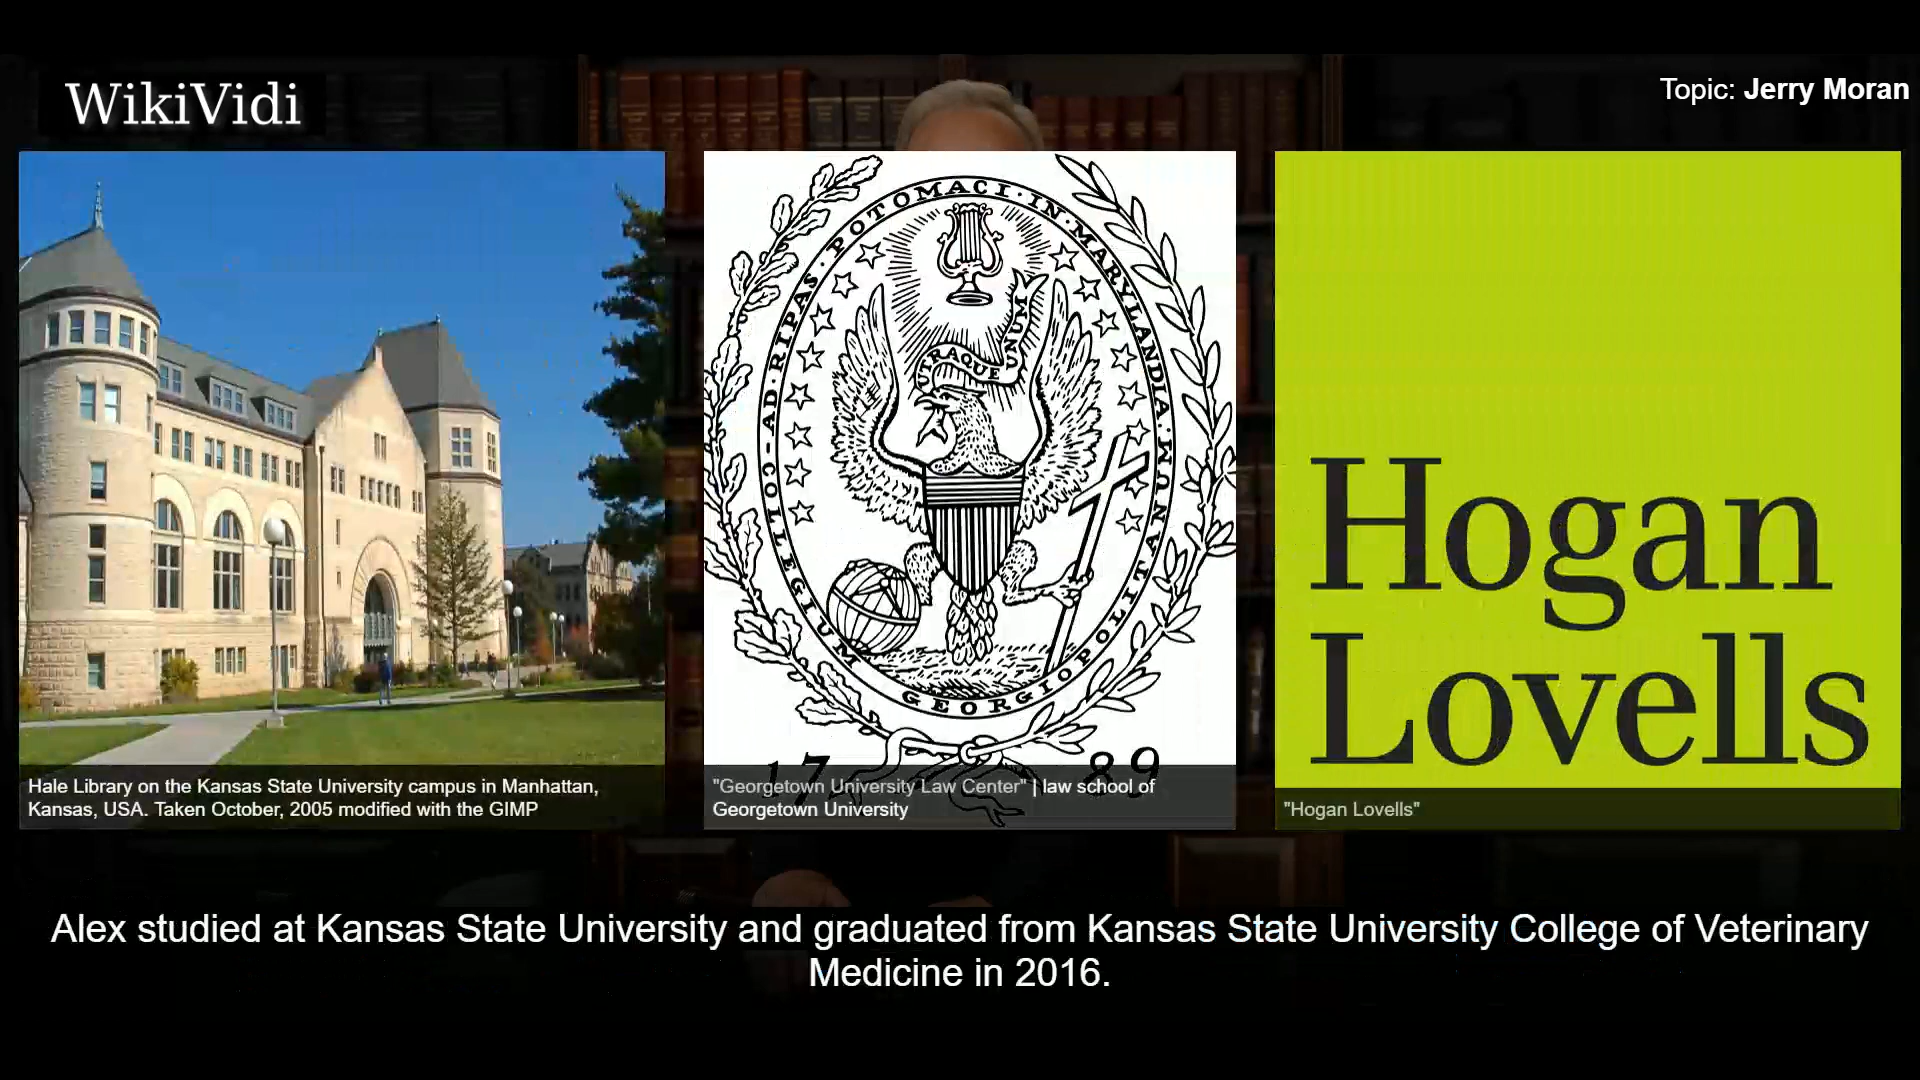 WikiVidi
Topic: Jerry Moran
COLLEGIUM GEORGIOPOLITANUM AD RIPAS POTOMACI IN MARYLANDIA
UTRAQUE UNUM
17 89
Hale Library on the Kansas State University campus in Manhattan,
Kansas, USA. Taken October, 2005 modified with the GIMP
"Georgetown University Law Center" | law school of
Georgetown University
Hogan
Lovells
"Hogan Lovells"
Alex studied at Kansas State University and graduated from Kansas State University College of Veterinary
Medicine in 2016.